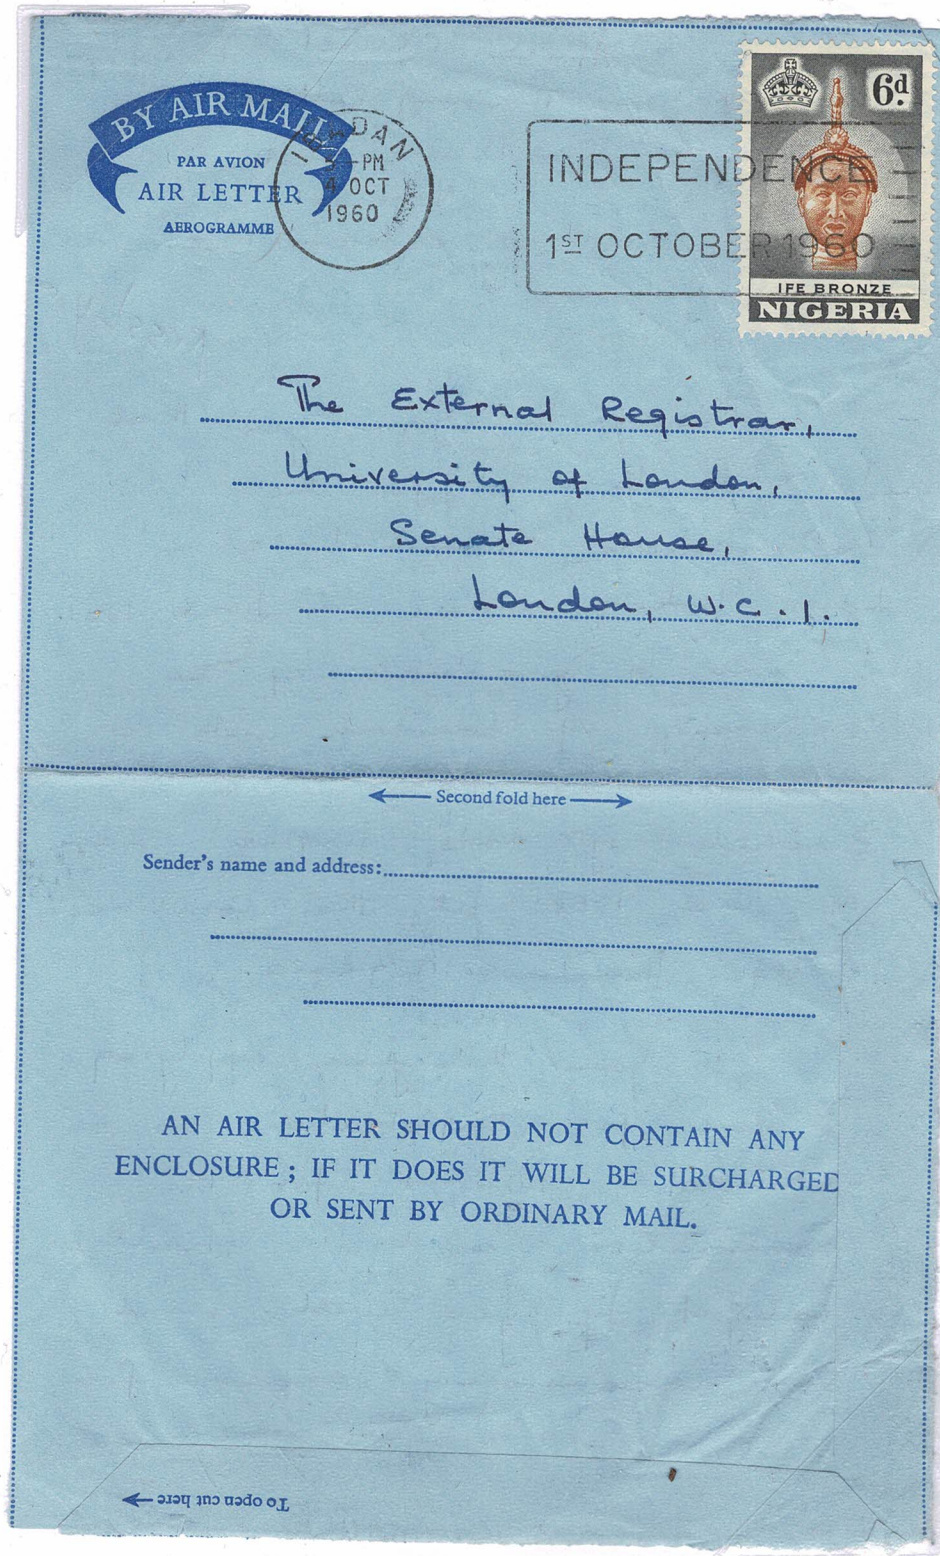 BY AIR MAIL
PAR AVION
AIR LETTER
AEROGRAMME
IBADAN
5 -PM
4 OCT
1960
INDEPENDENCE
1ST OCTOBER 1960
6d.
IFE BRONZE
NIGERIA
The External Registrar,
University of London,
Senate House,
London, W.C.1.
Second fold here
Sender's name and address:
AN AIR LETTER SHOULD NOT CONTAIN ANY
ENCLOSURE ; IF IT DOES IT WILL BE SURCHARGED
OR SENT BY ORDINARY MAIL.
To open cut here